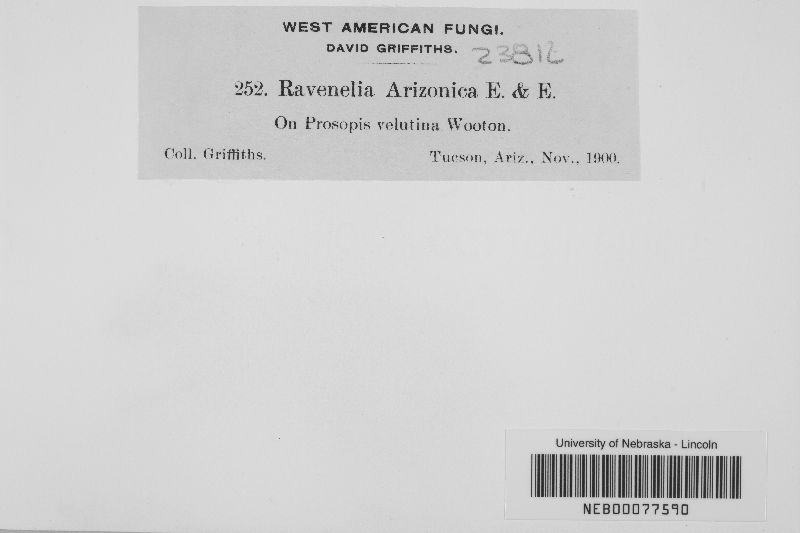 WEST AMERICAN FUNGI.
DAVID GRIFFITHS.
23812
252. Ravenelia Arizonica E. & E.
On Prosopis velutina Wooton.
Coll. Griffiths.
Tucson, Ariz., Nov., 1900.
University of Nebraska - Lincoln
NEB00077590